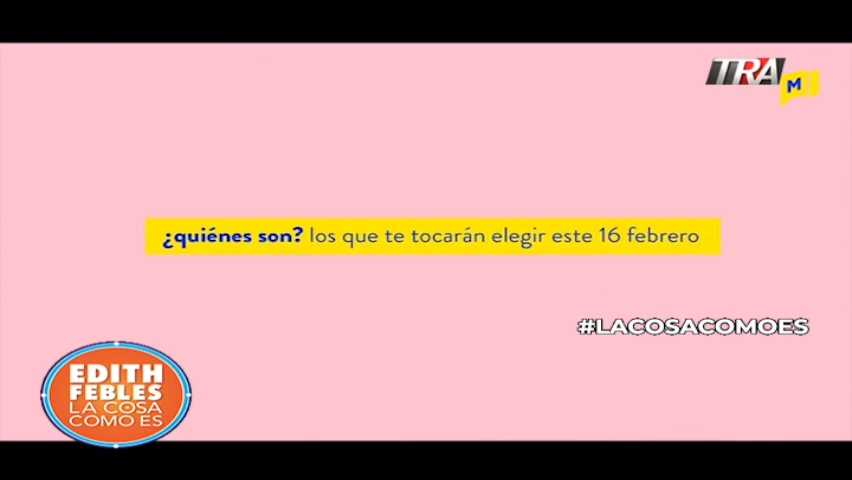 TRA
M
¿quiénes son? los que te tocarán elegir este 16 febrero
#LACOSACOMOES
EDITH
FEBLES
LA COSA
COMO ES